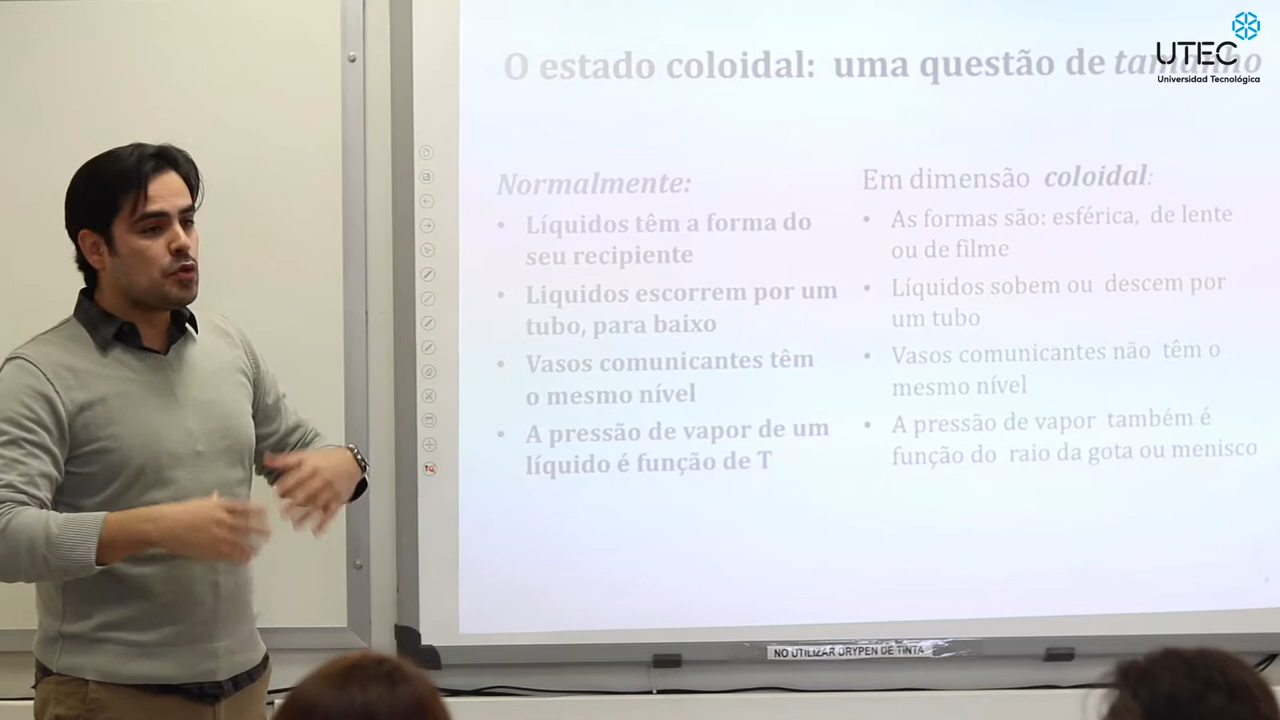 UTEC
Universidad Tecnológica
O estado coloidal: uma questão de tamanho
Normalmente:
• Líquidos têm a forma do
seu recipiente
• Liquidos escorrem por um
tubo, para baixo
• Vasos comunicantes têm
o mesmo nível
• A pressão de vapor de um
líquido é função de T
Em dimensão coloidal:
• As formas são: esférica, de lente
ou de filme
• Líquidos sobem ou descem por
um tubo
• Vasos comunicantes não têm o
mesmo nível
• A pressão de vapor também é
função do raio da gota ou menisco
NO UTILIZAR DRYPEN DE TINTA